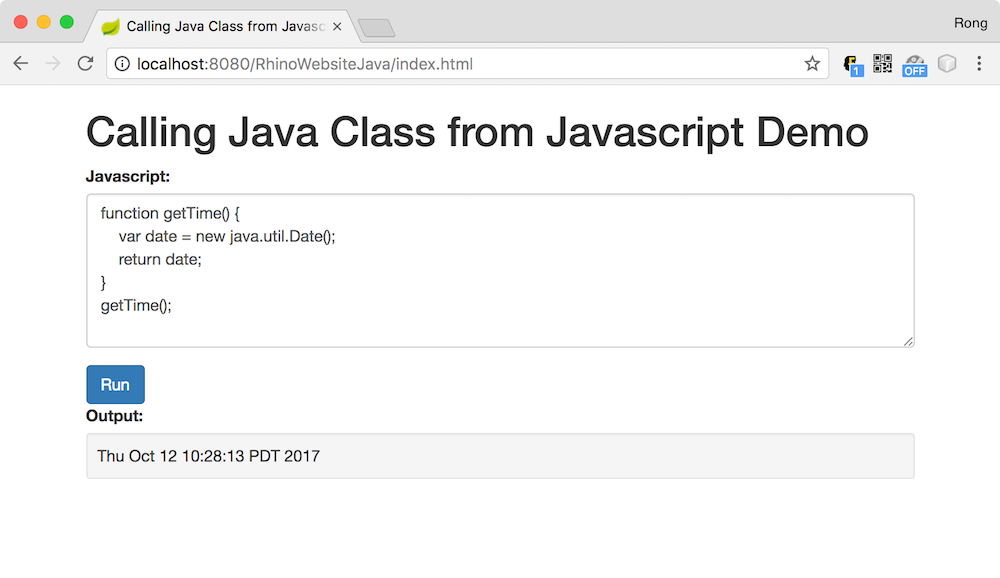 Calling Java Class from Javasc
Rong
localhost:8080/RhinoWebsiteJava/index.html
1
OFF
Calling Java Class from Javascript Demo
Javascript:
function getTime() {
    var date = new java.util.Date();
    return date;
}
getTime();
Run
Output:
Thu Oct 12 10:28:13 PDT 2017